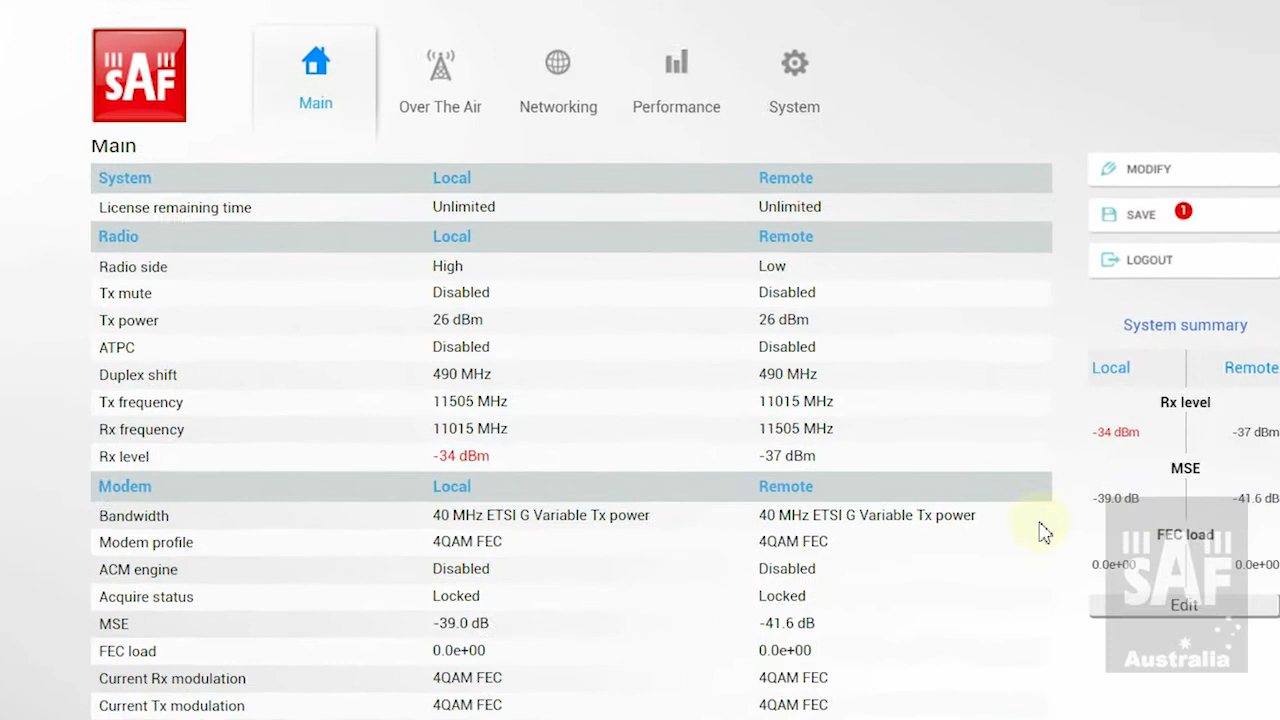 SAF
Main
Over The Air
Networking
Performance
System
Main
System Local Remote
License remaining time Unlimited Unlimited
Radio Local Remote
Radio side High Low
Tx mute Disabled Disabled
Tx power 26 dBm 26 dBm
ATPC Disabled Disabled
Duplex shift 490 MHz 490 MHz
Tx frequency 11505 MHz 11015 MHz
Rx frequency 11015 MHz 11505 MHz
Rx level -34 dBm -37 dBm
Modem Local Remote
Bandwidth 40 MHz ETSI G Variable Tx power 40 MHz ETSI G Variable Tx power
Modem profile 4QAM FEC 4QAM FEC
ACM engine Disabled Disabled
Acquire status Locked Locked
MSE -39.0 dB -41.6 dB
FEC load 0.0e+00 0.0e+00
Current Rx modulation 4QAM FEC 4QAM FEC
Current Tx modulation 4QAM FEC 4QAM FEC
MODIFY
SAVE 1
LOGOUT
System summary
Local Remote
Rx level
-34 dBm -37 dBm
MSE
-39.0 dB -41.6 dB
FEC load
0.0e+00 0.0e+00
Edit
SAF
Australia